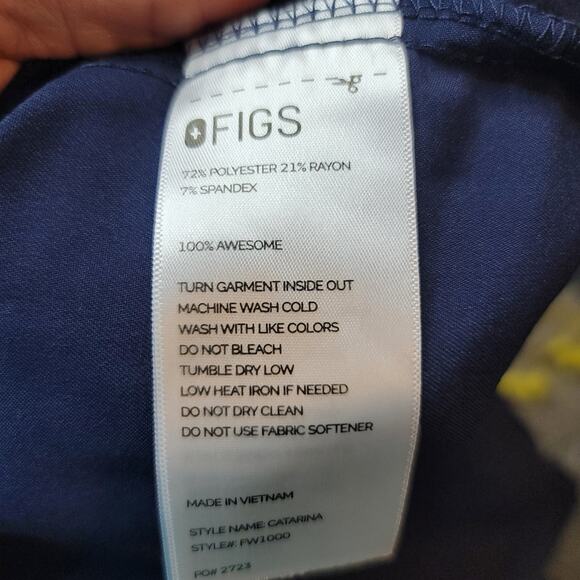 FIGS
72% POLYESTER 21% RAYON
7% SPANDEX
100% AWESOME
TURN GARMENT INSIDE OUT
MACHINE WASH COLD
WASH WITH LIKE COLORS
DO NOT BLEACH
TUMBLE DRY LOW
LOW HEAT IRON IF NEEDED
DO NOT DRY CLEAN
DO NOT USE FABRIC SOFTENER
MADE IN VIETNAM
STYLE NAME: CATARINA
STYLE#: FW1000
PO# 2723